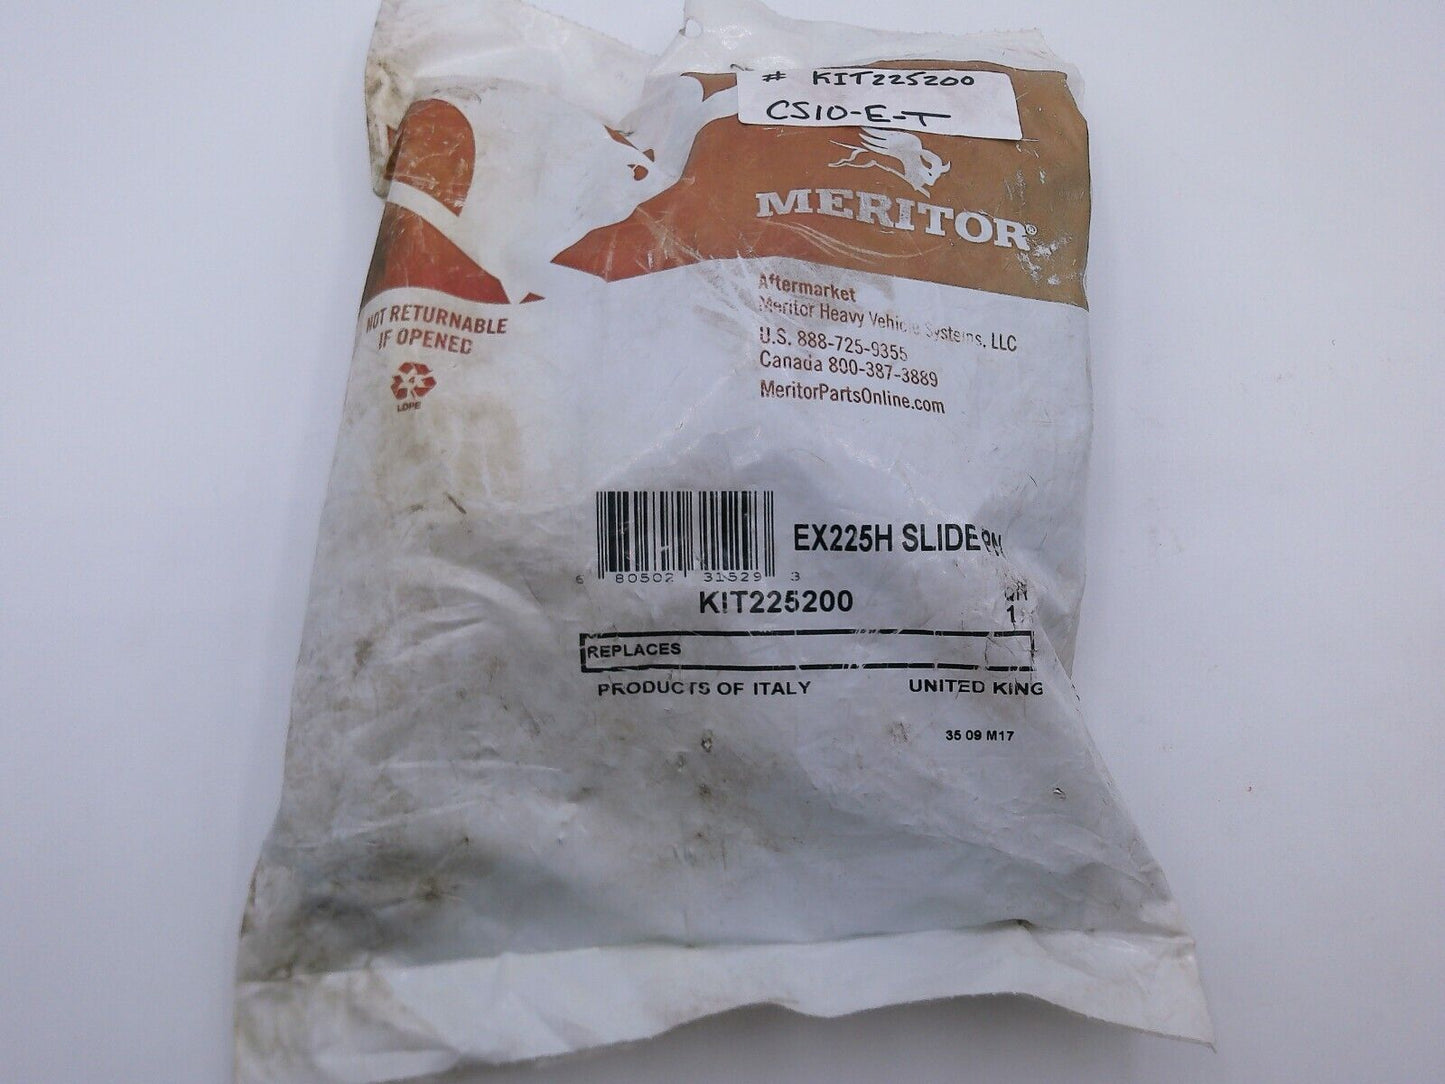 # KIT225200
CS10-E-T
MERITOR®
Aftermarket
Meritor Heavy Vehicle Systems, LLC
U.S. 888-725-9355
Canada 800-387-3889
MeritorPartsOnline.com
NOT RETURNABLE
IF OPENED
LDPE
EX225H SLIDE
6 80502 31529 3
KIT225200
1
REPLACES
PRODUCTS OF ITALY UNITED KING
35 09 M17